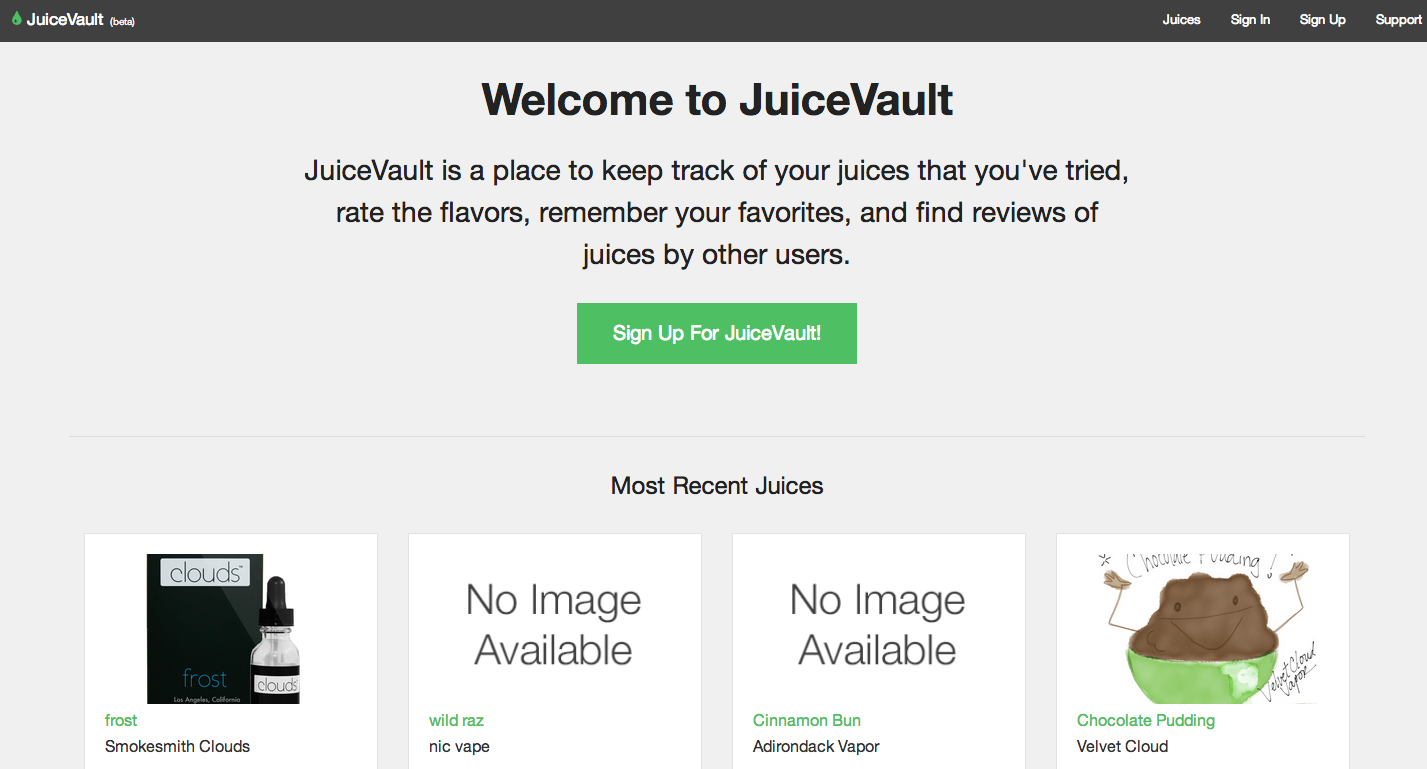 JuiceVault (beta)
Juices Sign In Sign Up Support
Welcome to JuiceVault
JuiceVault is a place to keep track of your juices that you've tried,
rate the flavors, remember your favorites, and find reviews of
juices by other users.
Sign Up For JuiceVault!
Most Recent Juices
clouds™
frost
Los Angeles, California
clouds
frost
Smokesmith Clouds
No Image
Available
wild raz
nic vape
No Image
Available
Cinnamon Bun
Adirondack Vapor
Chocolate Pudding!
Velvet Cloud
Vapor
Chocolate Pudding
Velvet Cloud